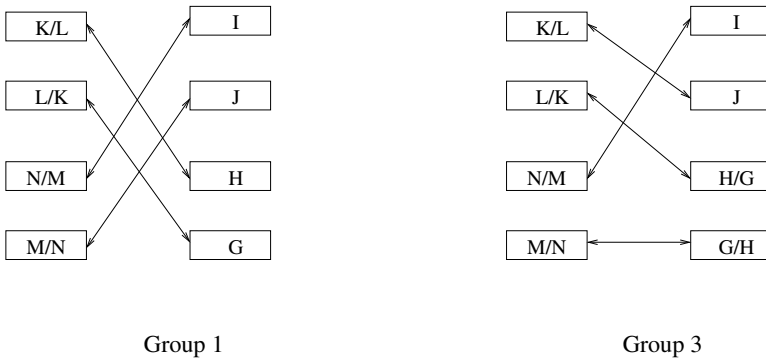 K/L I K/L I
L/K J L/K J
N/M H N/M H/G
M/N G M/N G/H
Group 1 Group 3